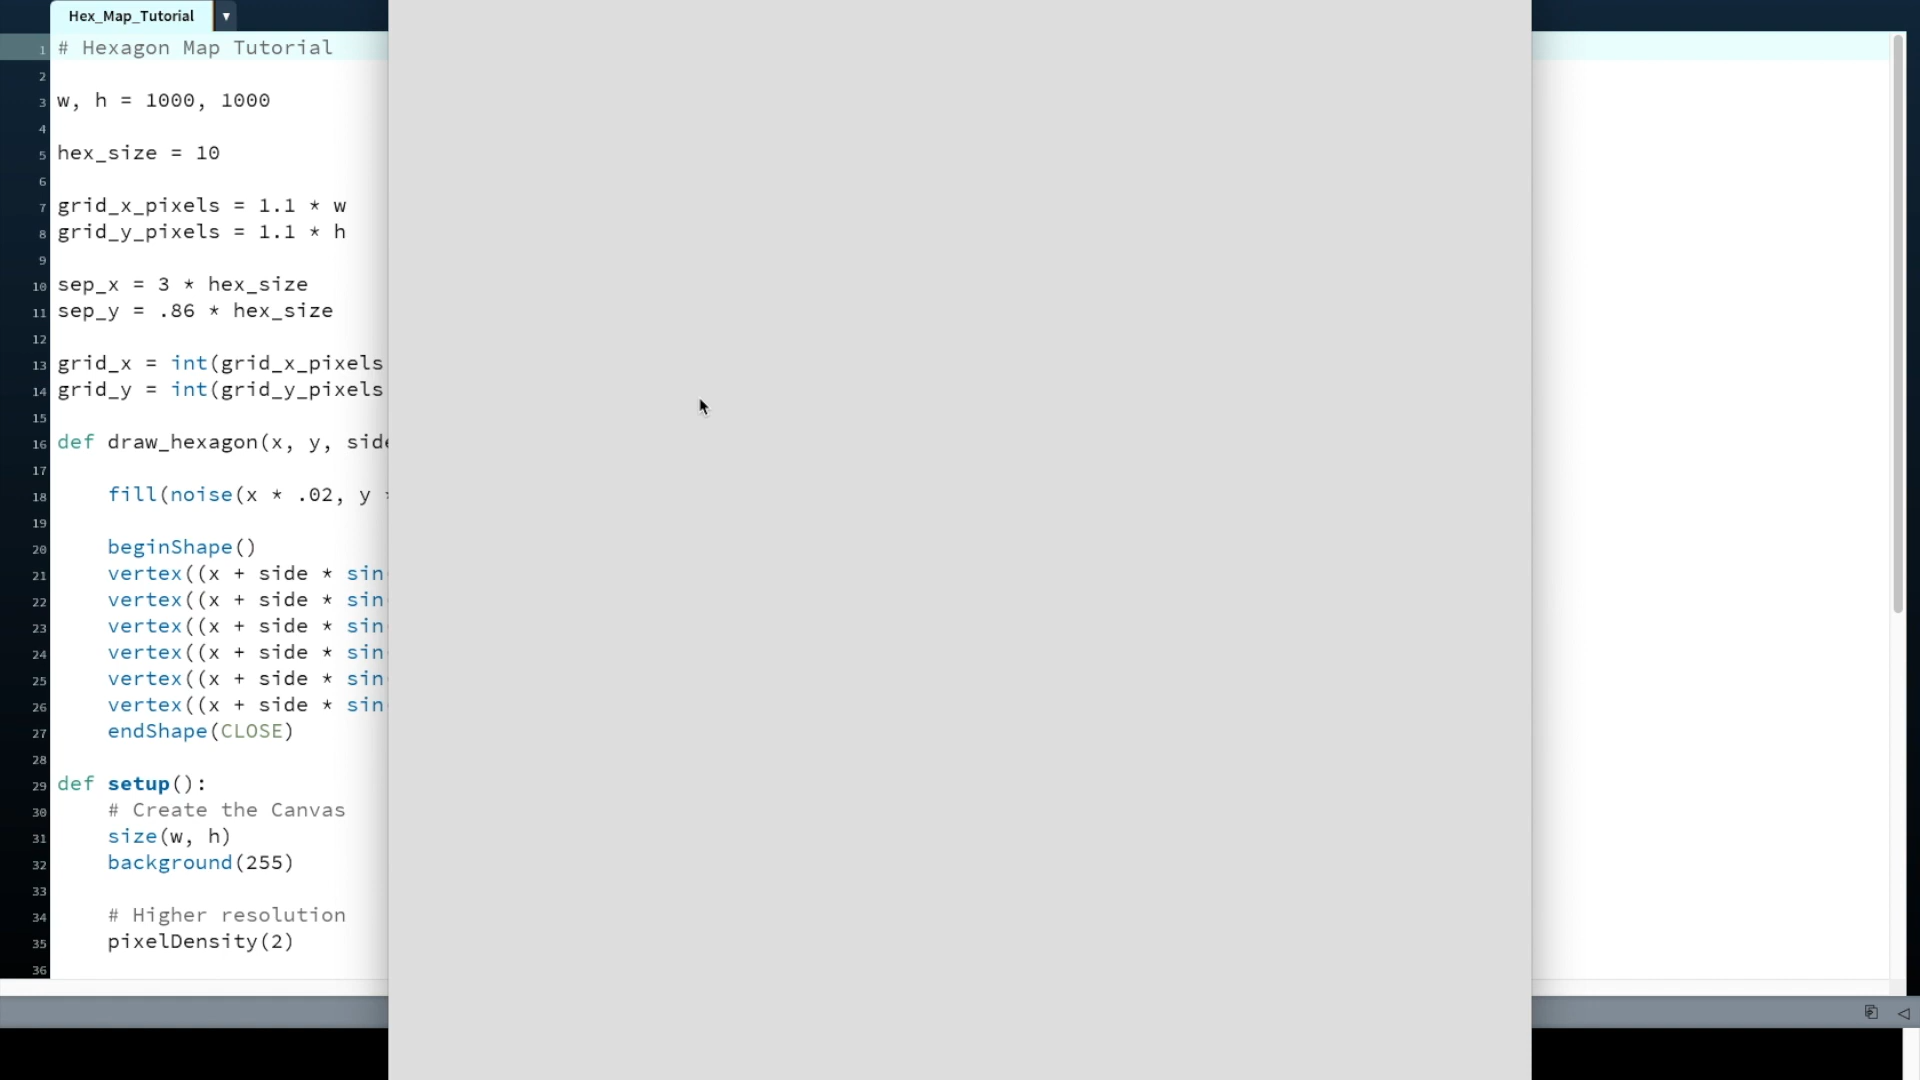 Hex_Map_Tutorial
1 # Hexagon Map Tutorial
2
3 w, h = 1000, 1000
4
5 hex_size = 10
6
7 grid_x_pixels = 1.1 * w
8 grid_y_pixels = 1.1 * h
9
10 sep_x = 3 * hex_size
11 sep_y = .86 * hex_size
12
13 grid_x = int(grid_x_pixels
14 grid_y = int(grid_y_pixels
15
16 def draw_hexagon(x, y, side
17
18 fill(noise(x * .02, y *
19
20 beginShape()
21 vertex((x + side * sin
22 vertex((x + side * sin
23 vertex((x + side * sin
24 vertex((x + side * sin
25 vertex((x + side * sin
26 vertex((x + side * sin
27 endShape(CLOSE)
28
29 def setup():
30 # Create the Canvas
31 size(w, h)
32 background(255)
33
34 # Higher resolution
35 pixelDensity(2)
36